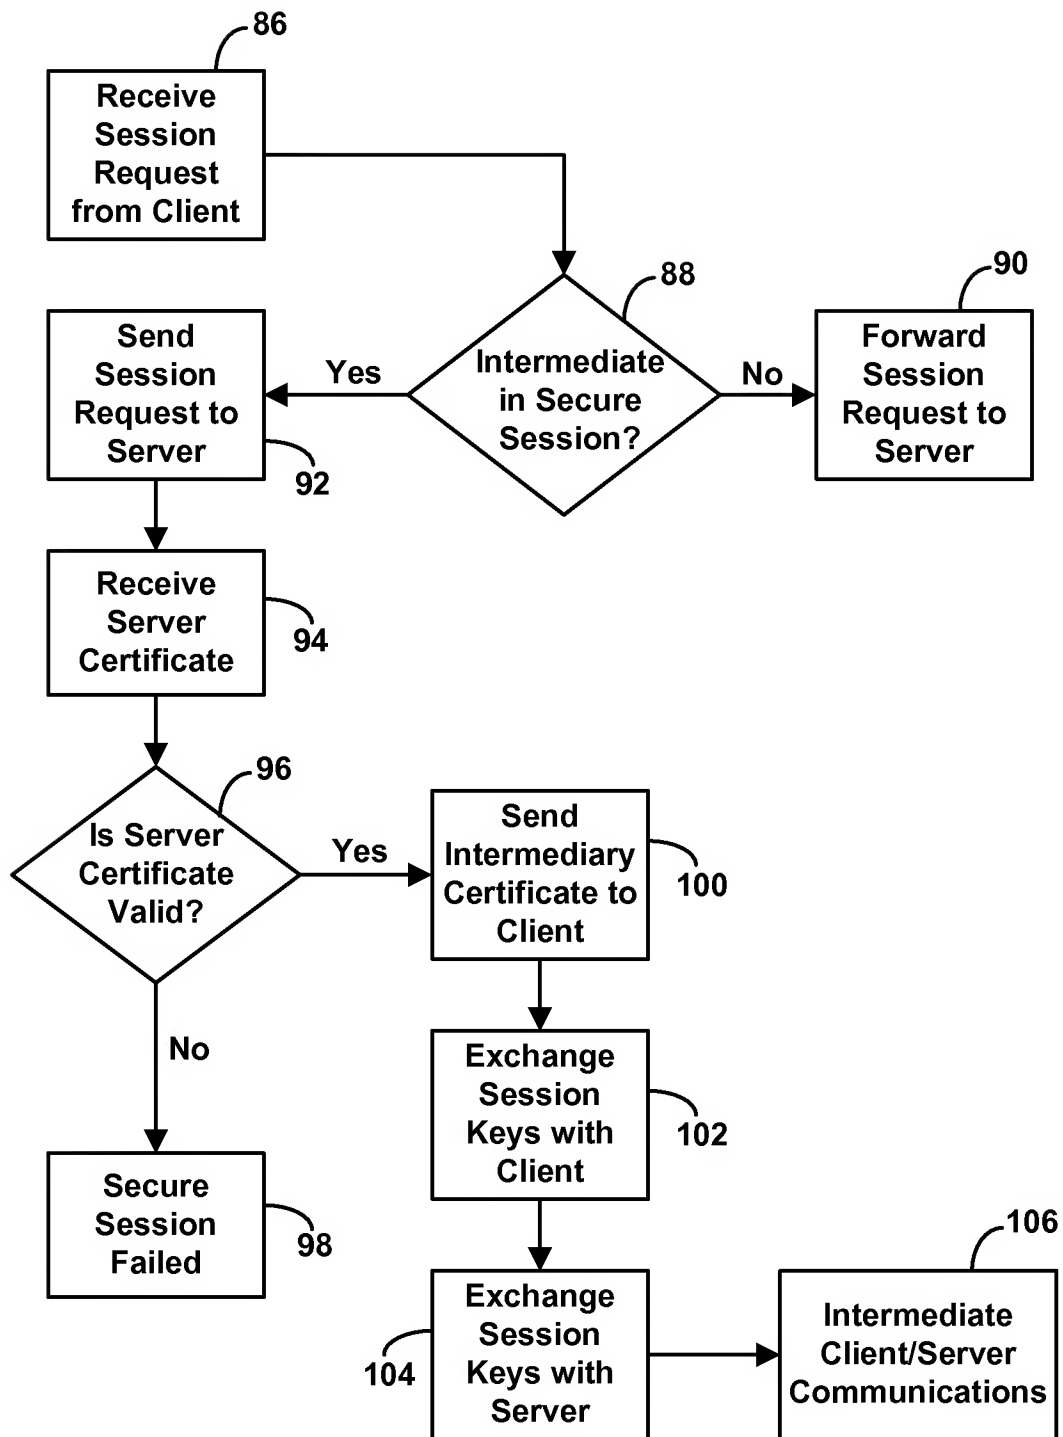 86
Receive
Session
Request
from Client
88
Intermediate
in Secure
Session?
90
Forward
Session
Request to
Server
No
Yes
Send
Session
Request to
Server
92
Receive
Server
Certificate
94
96
Is Server
Certificate
Valid?
Yes
Send
Intermediary
Certificate to
Client
100
No
Exchange
Session
Keys with
Client
102
Secure
Session
Failed
98
Exchange
Session
Keys with
Server
104
106
Intermediate
Client/Server
Communications